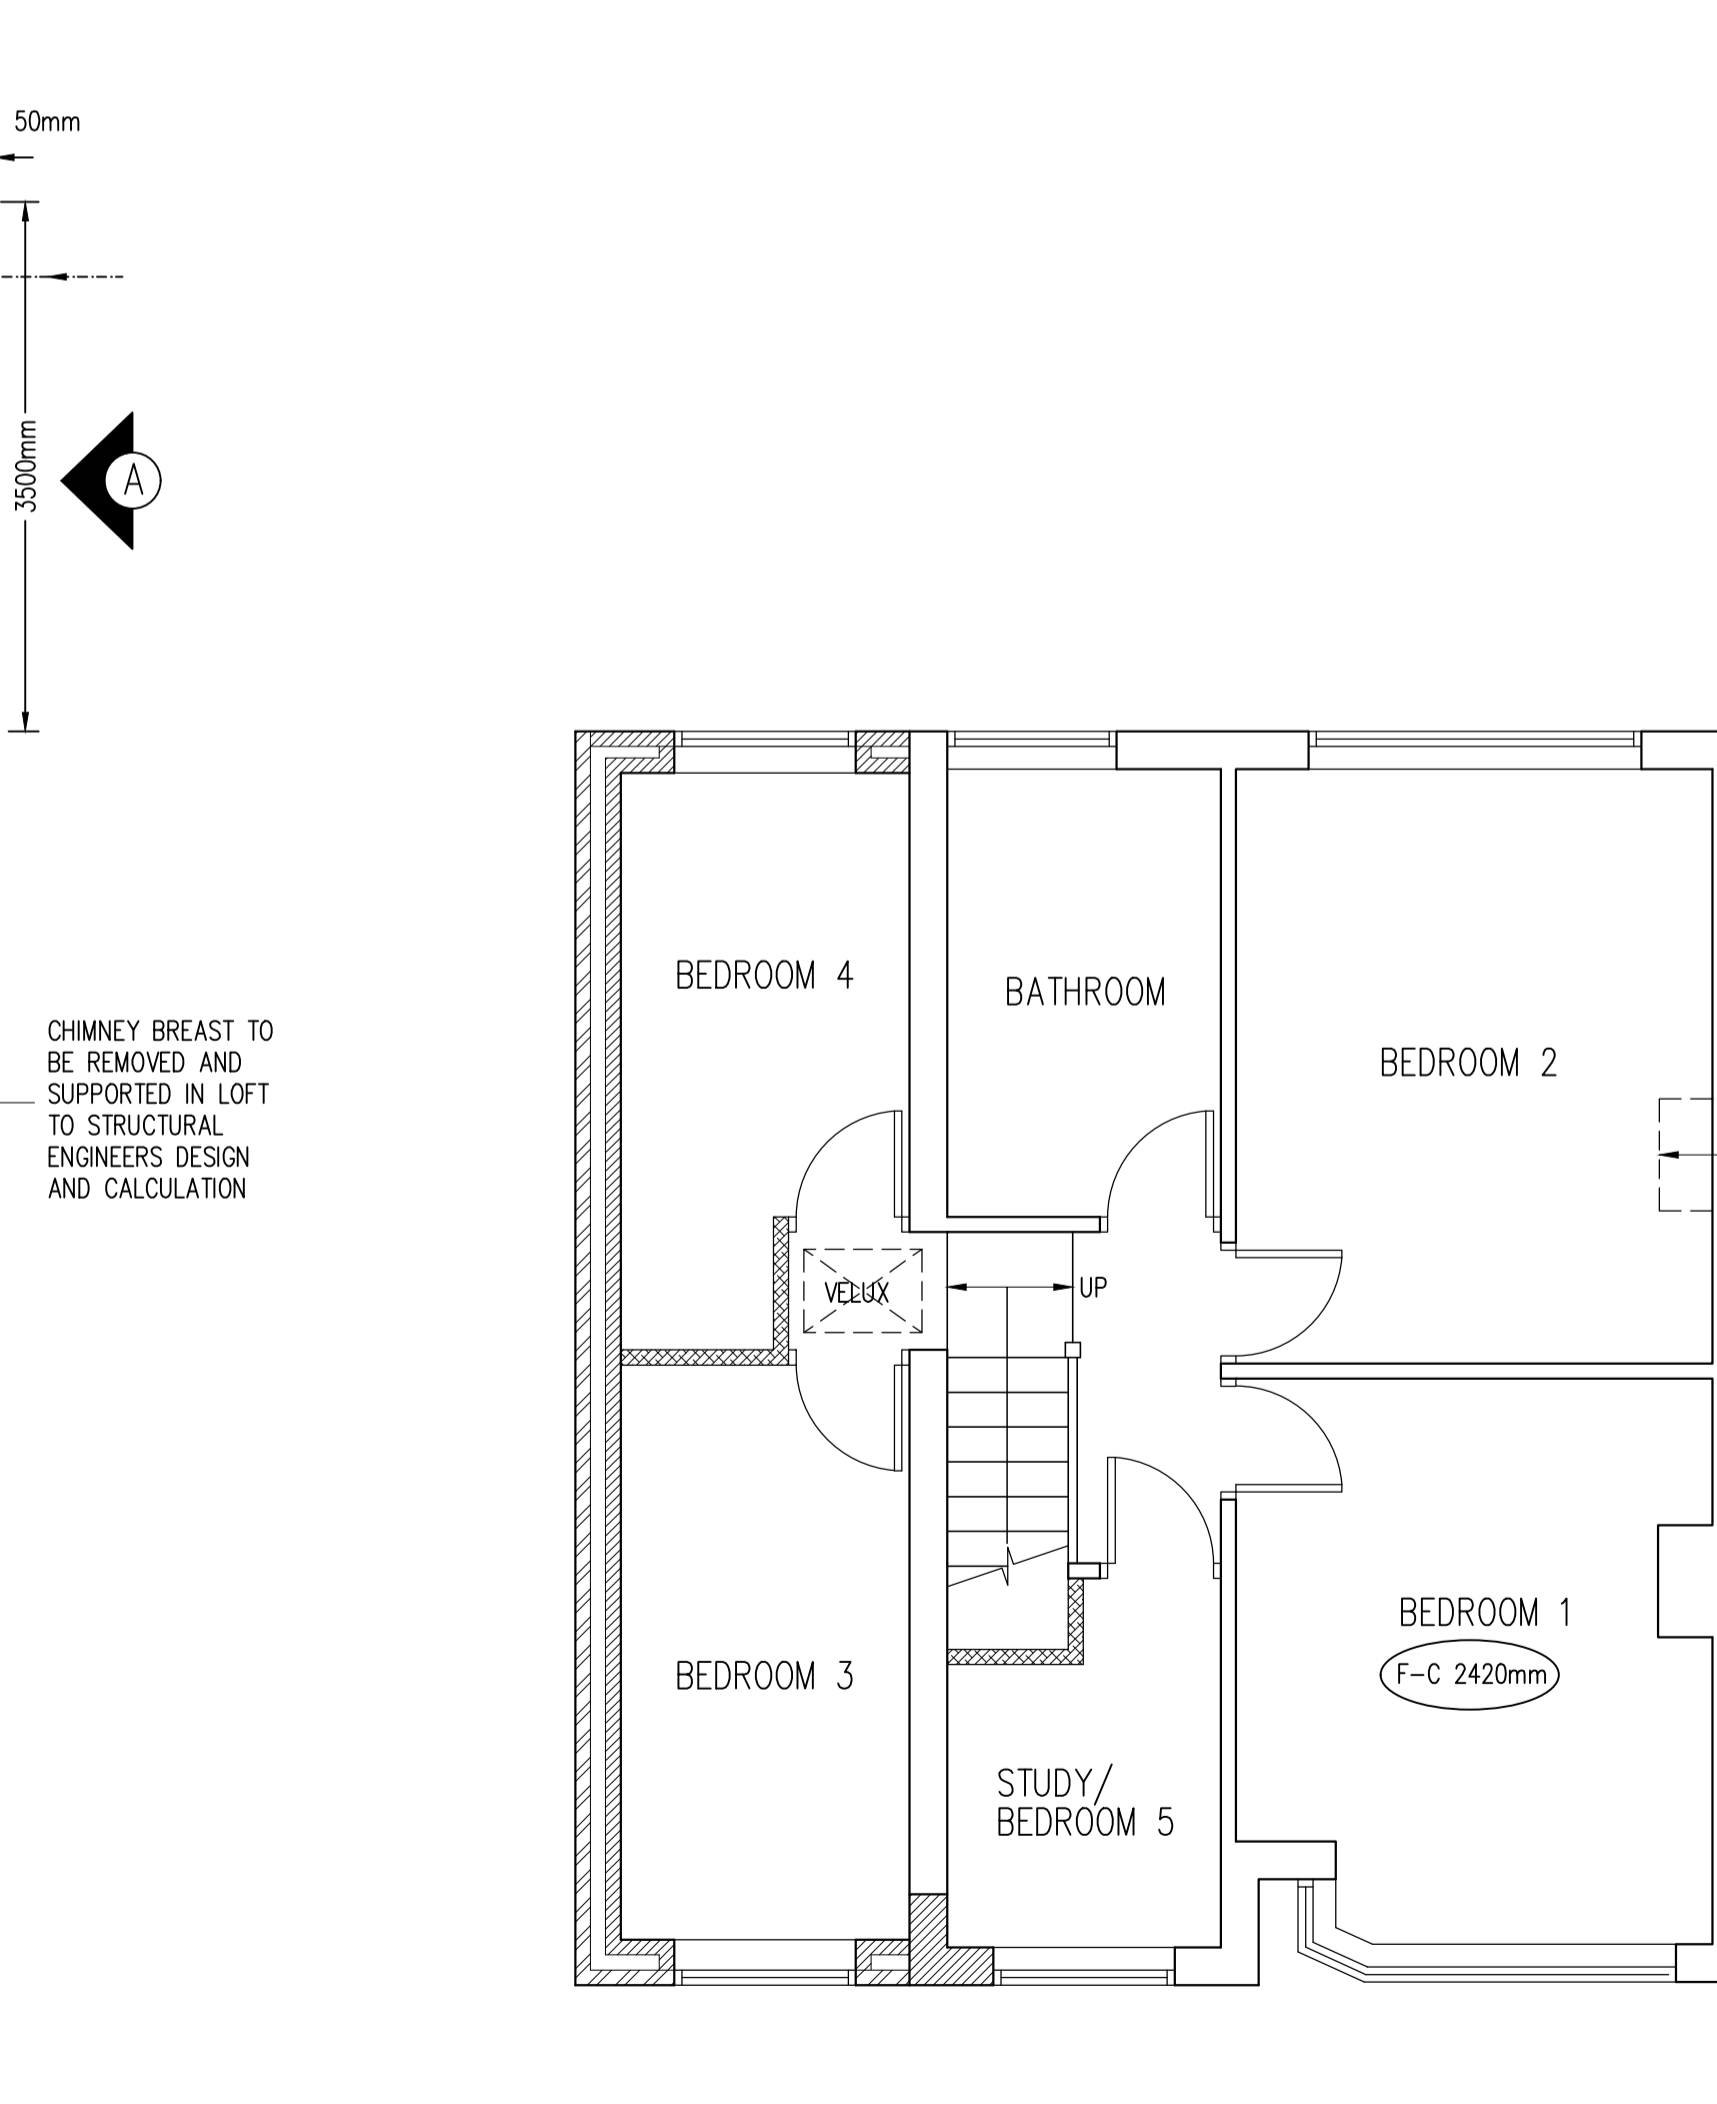 50mm
3500mm
A
CHIMNEY BREAST TO
BE REMOVED AND
SUPPORTED IN LOFT
TO STRUCTURAL
ENGINEERS DESIGN
AND CALCULATION
BEDROOM 4
BATHROOM
BEDROOM 2
VELUX
UP
BEDROOM 3
BEDROOM 1
F-C 2420mm
STUDY/
BEDROOM 5